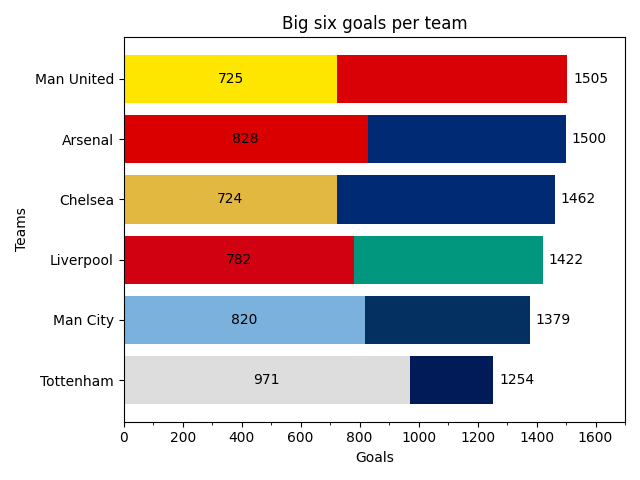 Big six goals per team
Man United 725 1505
Arsenal 828 1500
Chelsea 724 1462
Liverpool 782 1422
Man City 820 1379
Tottenham 971 1254
Teams
0 200 400 600 800 1000 1200 1400 1600
Goals